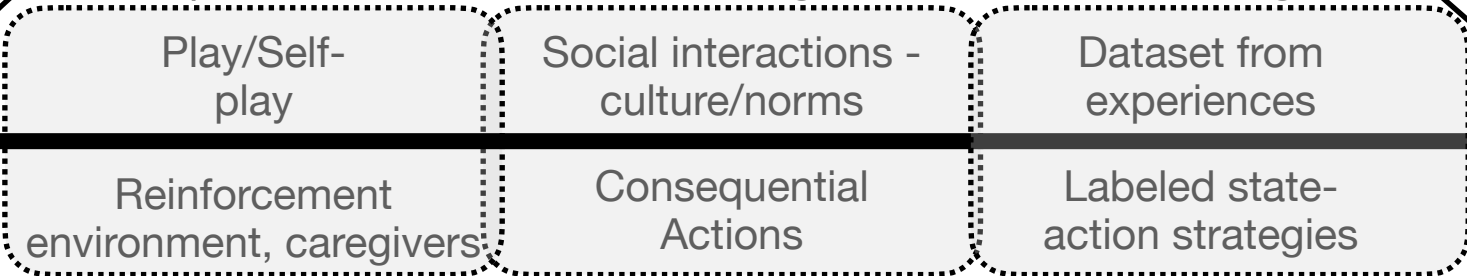 Play/Self-
play
Social interactions -
culture/norms
Dataset from
experiences
Reinforcement
environment, caregivers
Consequential
Actions
Labeled state-
action strategies